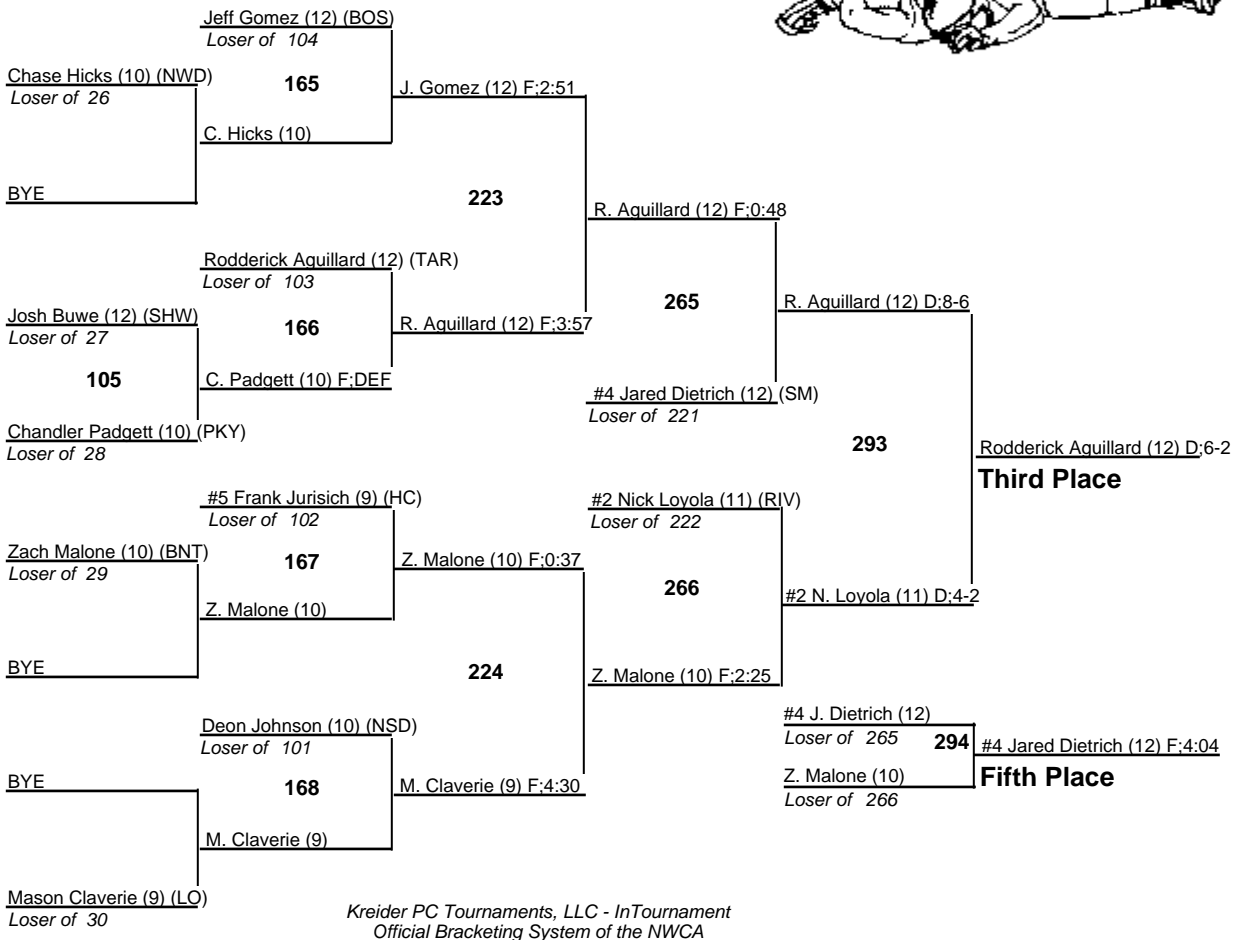 Jeff Gomez (12) (BOS)
Loser of 104
Chase Hicks (10) (NWD)
Loser of 26
165
J. Gomez (12) F;2:51
C. Hicks (10)
BYE
223
R. Aguillard (12) F;0:48
Rodderick Aguillard (12) (TAR)
Loser of 103
265
R. Aguillard (12) D;8-6
Josh Buwe (12) (SHW)
Loser of 27
166
R. Aguillard (12) F;3:57
105
C. Padgett (10) F;DEF
#4 Jared Dietrich (12) (SM)
Loser of 221
Chandler Padgett (10) (PKY)
Loser of 28
293
Rodderick Aguillard (12) D;6-2
Third Place
#5 Frank Jurisich (9) (HC)
Loser of 102
#2 Nick Loyola (11) (RIV)
Loser of 222
Zach Malone (10) (BNT)
Loser of 29
167
Z. Malone (10) F;0:37
266
#2 N. Loyola (11) D;4-2
Z. Malone (10)
BYE
224
Z. Malone (10) F;2:25
Deon Johnson (10) (NSD)
Loser of 101
#4 J. Dietrich (12)
Loser of 265
294
#4 Jared Dietrich (12) F;4:04
Fifth Place
Z. Malone (10)
Loser of 266
BYE
168
M. Claverie (9) F;4:30
M. Claverie (9)
Mason Claverie (9) (LO)
Loser of 30
Kreider PC Tournaments, LLC - InTournament
Official Bracketing System of the NWCA